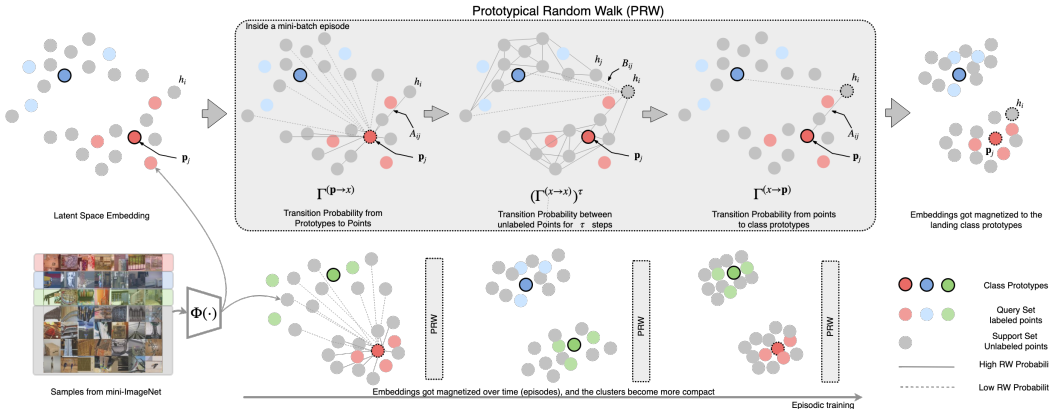 Prototypical Random Walk (PRW)
Inside a mini-batch episode
h_i
p_j
Latent Space Embedding
A_ij
p_j
Γ^(p→x)
Transition Probability from
Prototypes to Points
h_j
B_ij
h_i
p_j
(Γ^(x→x))^τ
Transition Probability between
unlabeled Points for τ steps
h_i
A_ij
p_j
Γ^(x→p)
Transition Probability from points
to class prototypes
h_i
p_j
Embeddings got magnetized to the
landing class prototypes
Φ(·)
Samples from mini-ImageNet
PRW
PRW
PRW
Embeddings got magnetized over time (episodes), and the clusters become more compact
Episodic training
Class Prototypes
Query Set
labeled points
Support Set
Unlabeled points
High RW Probabili
Low RW Probabilit